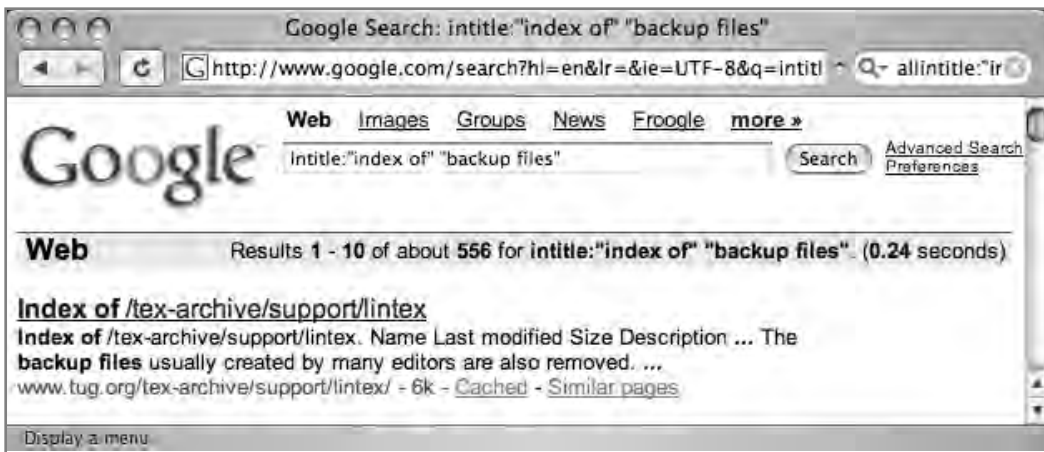 Google Search: intitle:"index of" "backup files"
http://www.google.com/search?hl=en&lr=&ie=UTF-8&q=intitl
allintitle:"ir
Google
Web Images Groups News Froogle more »
Intitle:"index of" "backup files"
Search
Advanced Search
Preferences
Web Results 1 - 10 of about 556 for intitle:"index of" "backup files". (0.24 seconds)
Index of /tex-archive/support/lintex
Index of /tex-archive/support/lintex. Name Last modified Size Description ... The
backup files usually created by many editors are also removed. ...
www.tug.org/tex-archive/support/lintex/ - 6k - Cached - Similar pages
Display a menu